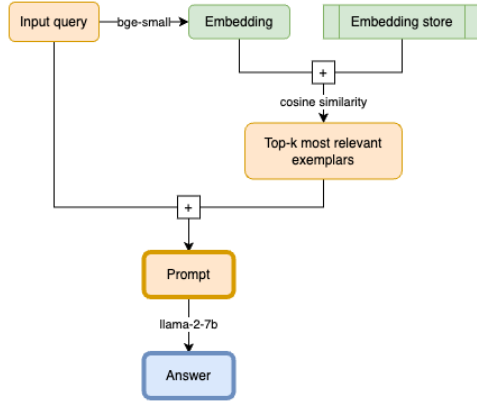 Input query
bge-small
Embedding
Embedding store
+
cosine similarity
Top-k most relevant
exemplars
+
Prompt
llama-2-7b
Answer